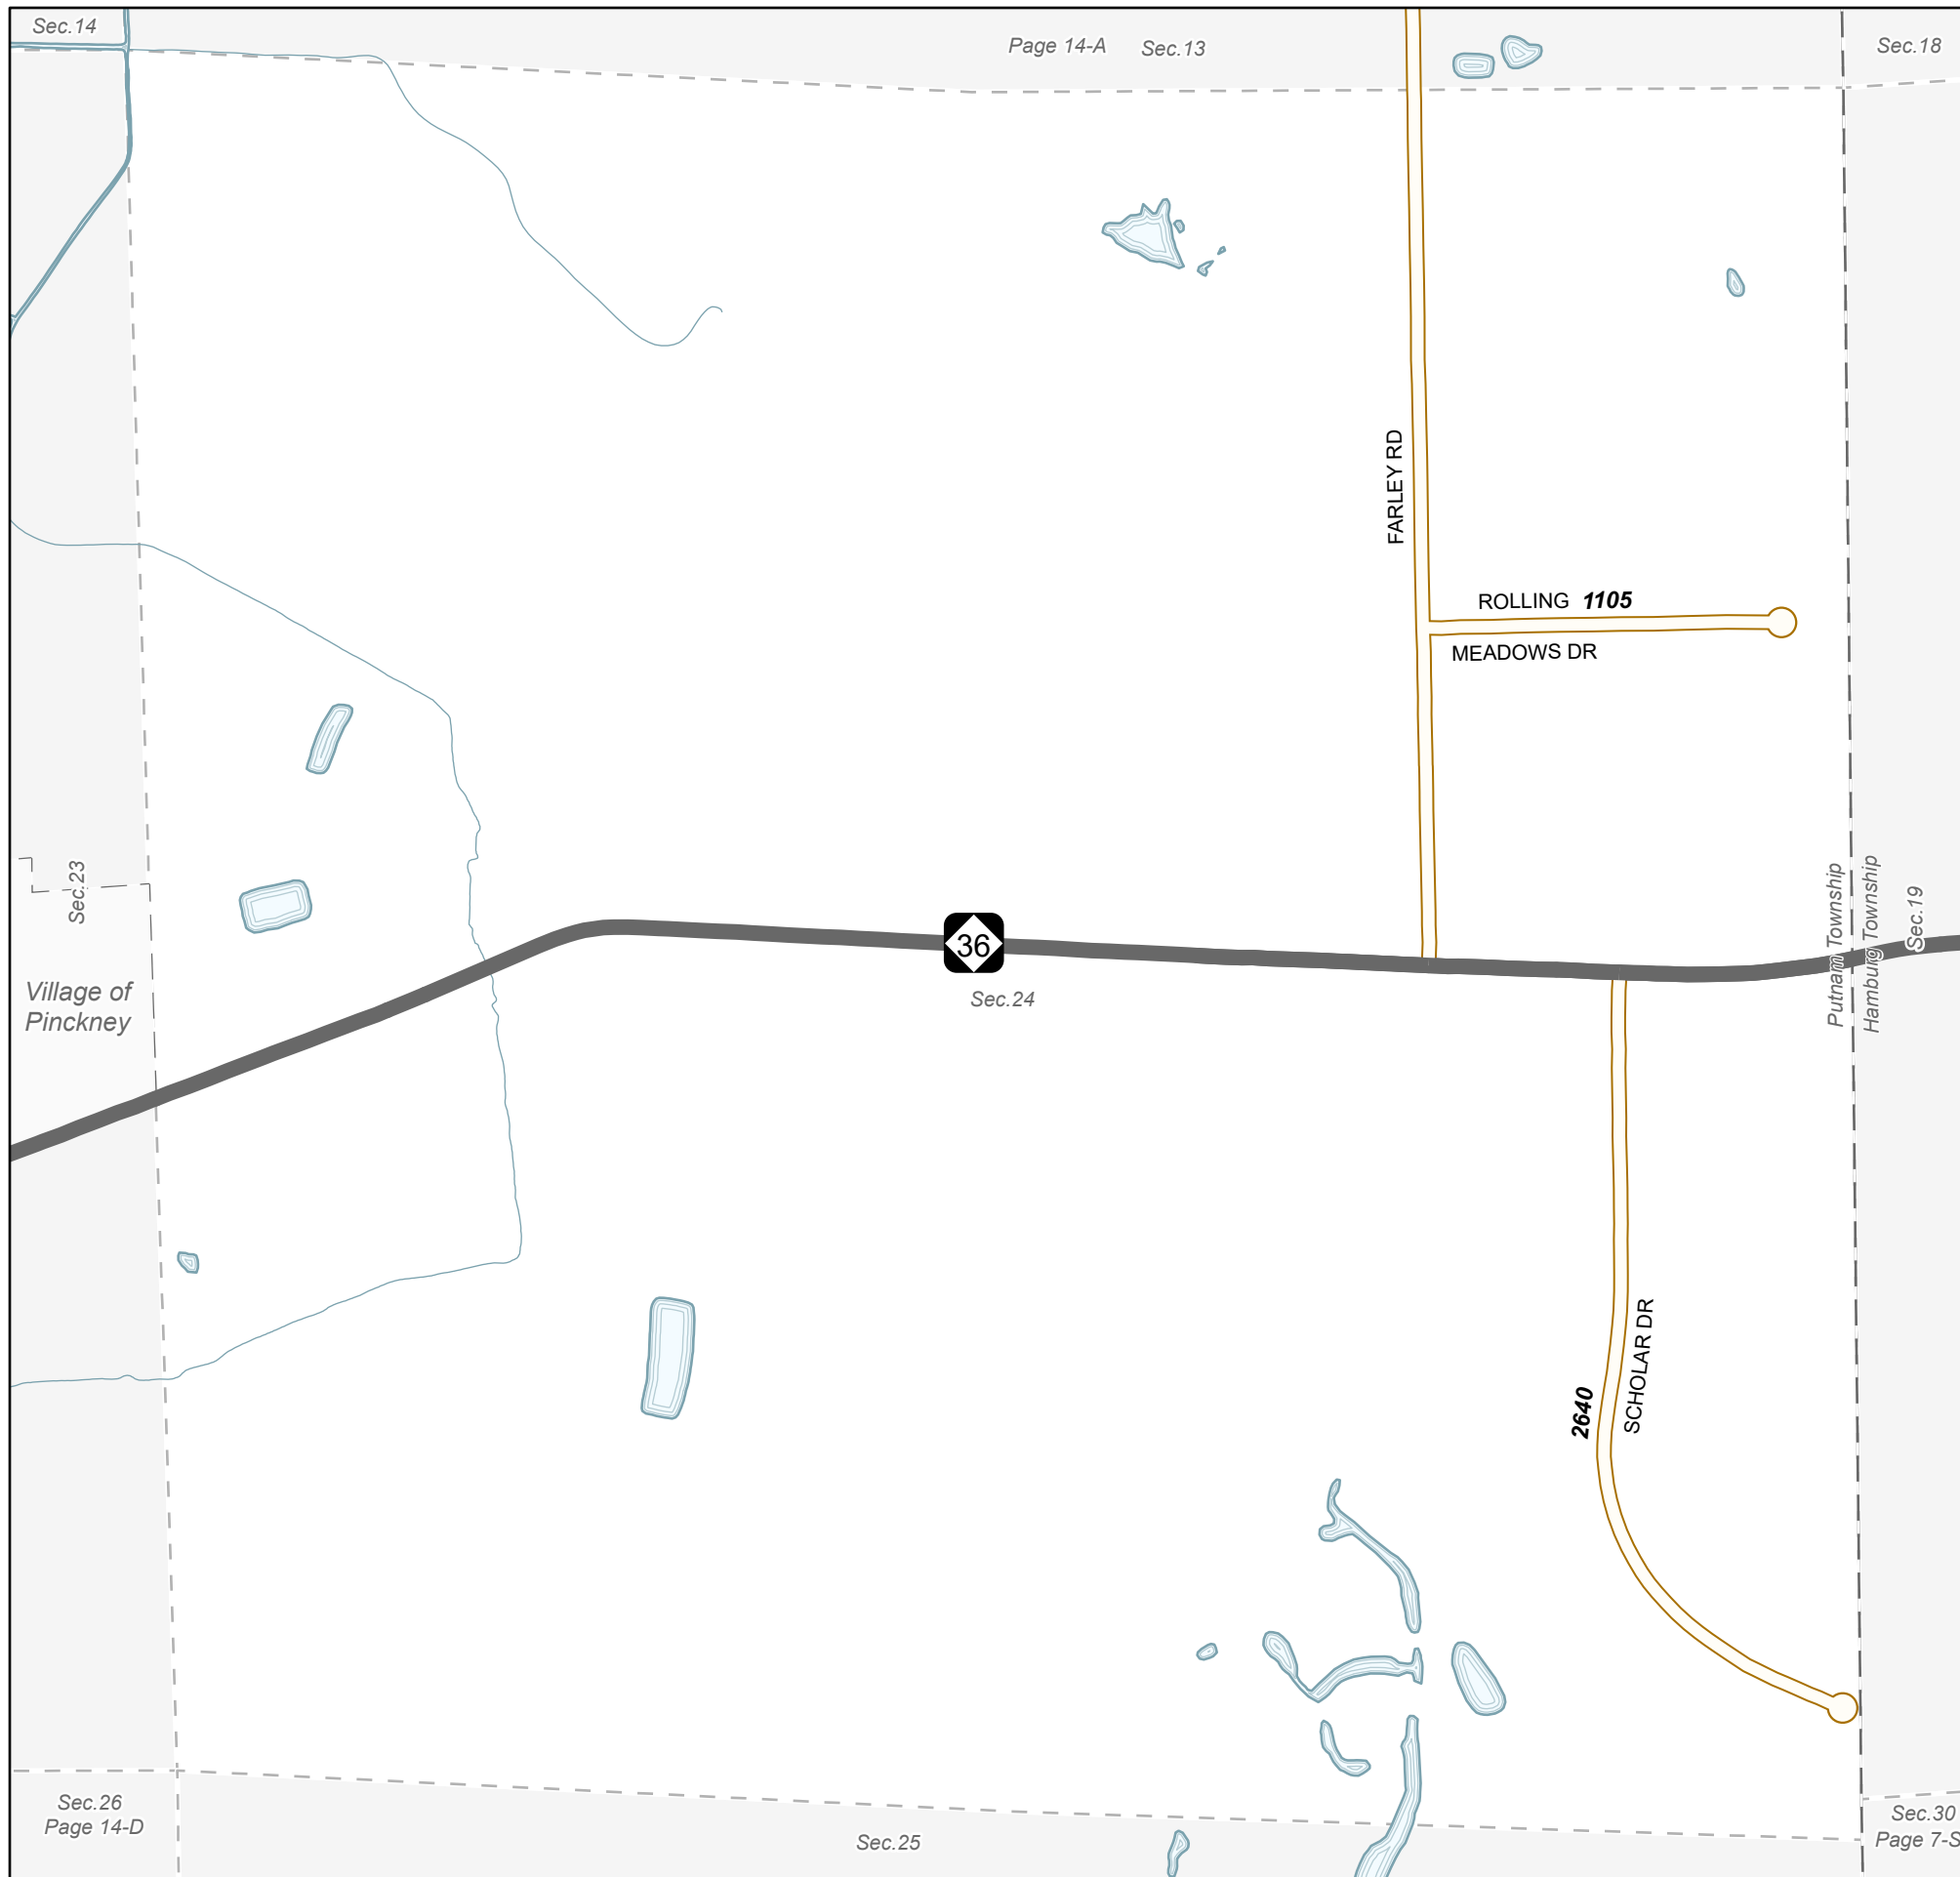 Sec.14
Page 14-A
Sec.13
Sec.18
FARLEY RD
ROLLING 1105
MEADOWS DR
Sec.23
Putnam Township
Hamburg Township
Sec.19
36
Village of
Pinckney
Sec.24
SCHOLAR DR
2640
Sec.26
Page 14-D
Sec.25
Sec.30
Page 7-S